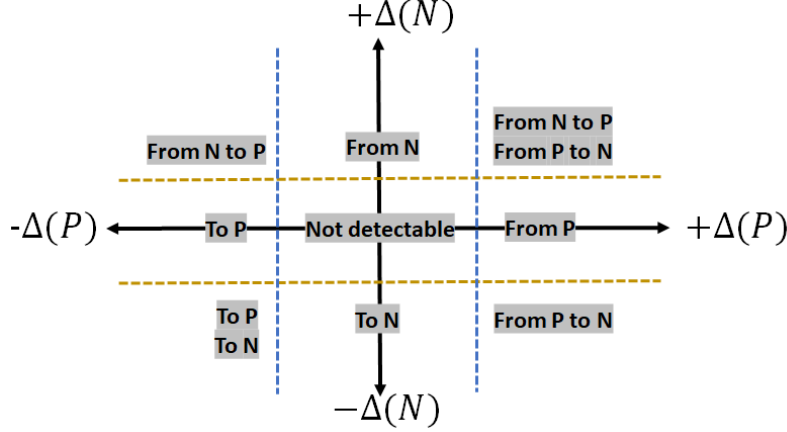 +Δ(N)
From N to P
From N
From N to P
From P to N
-Δ(P)
To P
Not detectable
From P
+Δ(P)
To P
To N
To N
From P to N
−Δ(N)